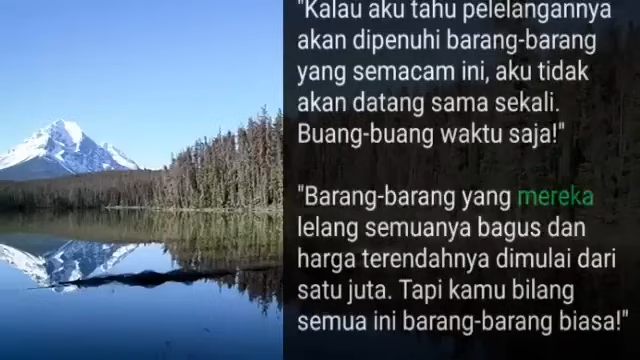 "Kalau aku tahu pelelangannya
akan dipenuhi barang-barang
yang semacam ini, aku tidak
akan datang sama sekali.
Buang-buang waktu saja!"
"Barang-barang yang mereka
lelang semuanya bagus dan
harga terendahnya dimulai dari
satu juta. Tapi kamu bilang
semua ini barang-barang biasa!"